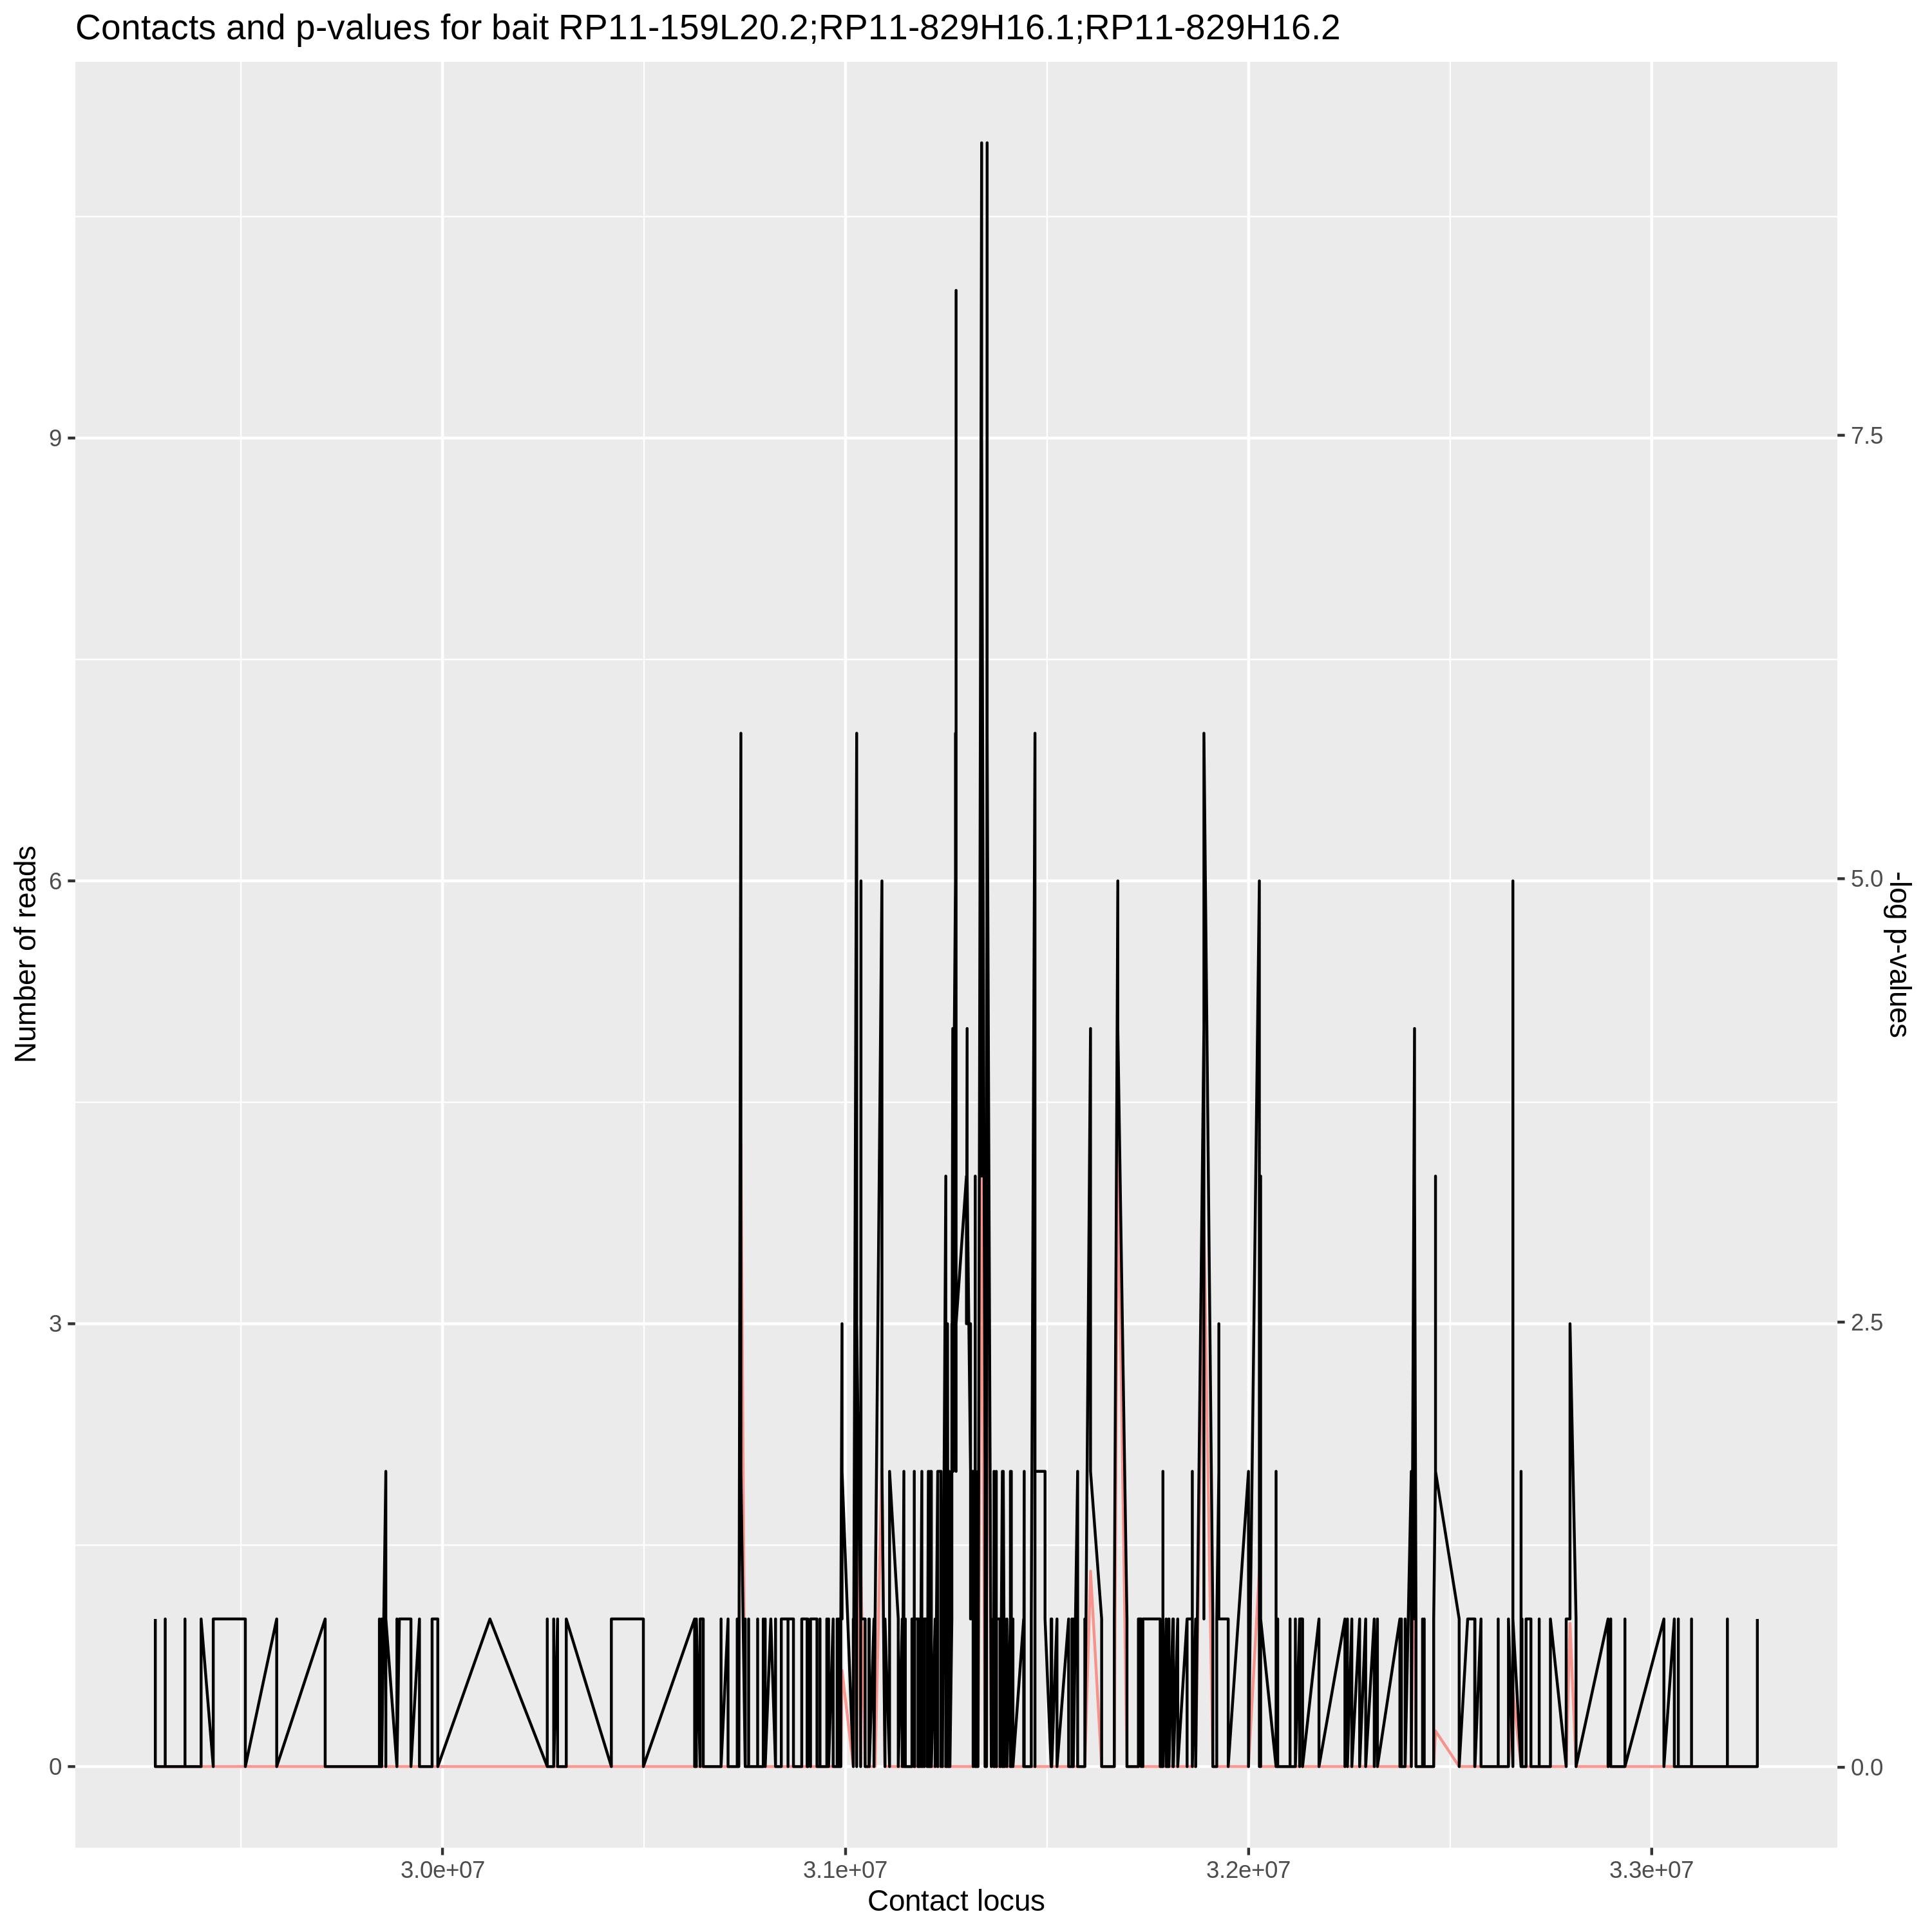 Contacts and p-values for bait RP11-159L20.2;RP11-829H16.1;RP11-829H16.2
9
6
3
0
Number of reads
7.5
5.0
2.5
0.0
-log p-values
3.0e+07
3.1e+07
3.2e+07
3.3e+07
Contact locus